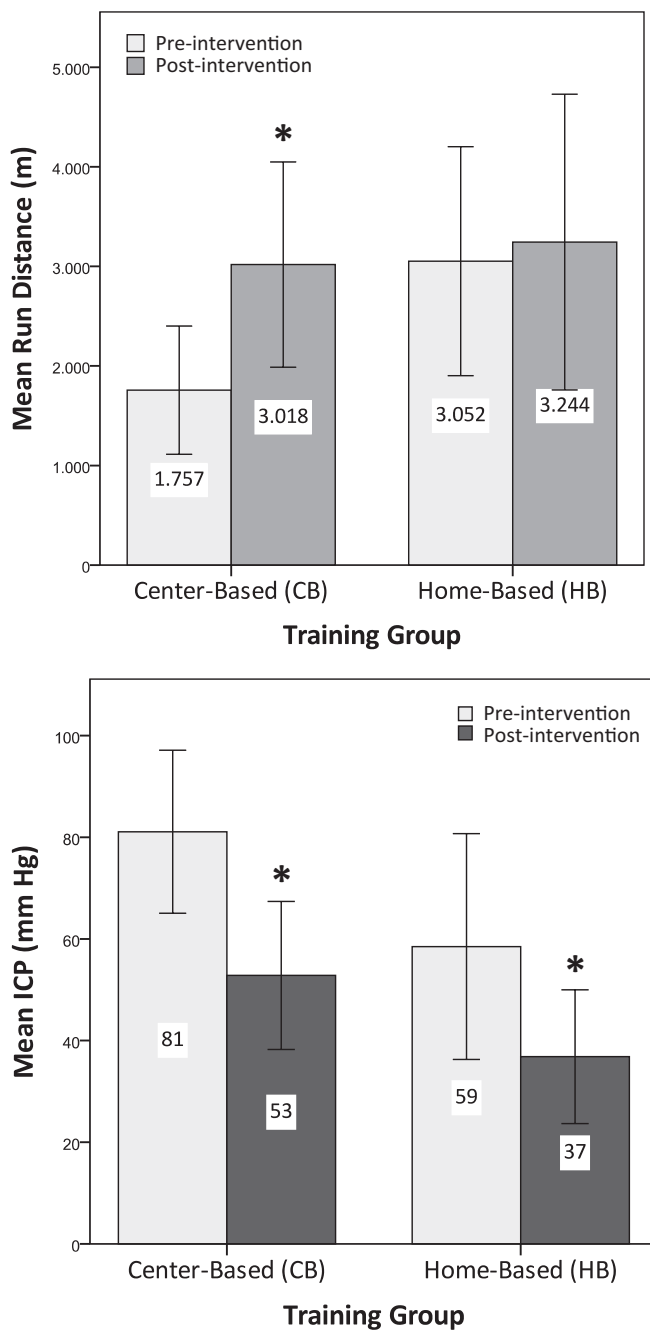 Pre-intervention
Post-intervention
*
5.000
4.000
3.000
2.000
1.000
0
Mean Run Distance (m)
1.757
3.018
3.052
3.244
Center-Based (CB)
Home-Based (HB)
Training Group
Pre-intervention
Post-intervention
100
80
60
40
20
0
Mean ICP (mm Hg)
*
*
81
53
59
37
Center-Based (CB)
Home-Based (HB)
Training Group